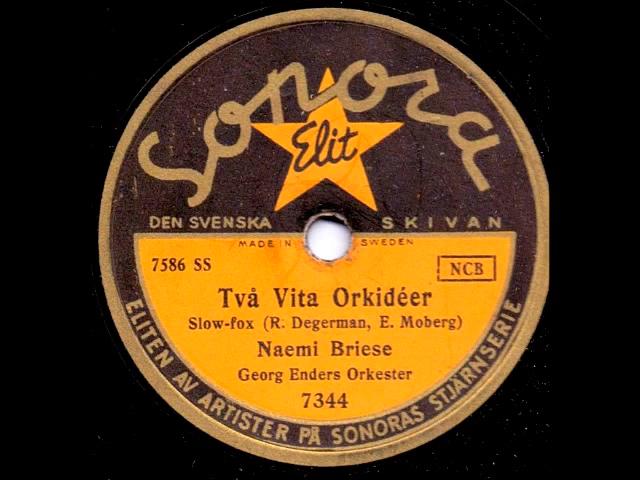 Sonora
Elit
DEN SVENSKA SKIVAN
MADE IN SWEDEN
7586 SS
NCB
Två Vita Orkidéer
Slow-fox (R. Degerman, E. Moberg)
Naemi Briese
Georg Enders Orkester
7344
ELITEN AV ARTISTER PÅ SONORAS STJÄRNSERIE